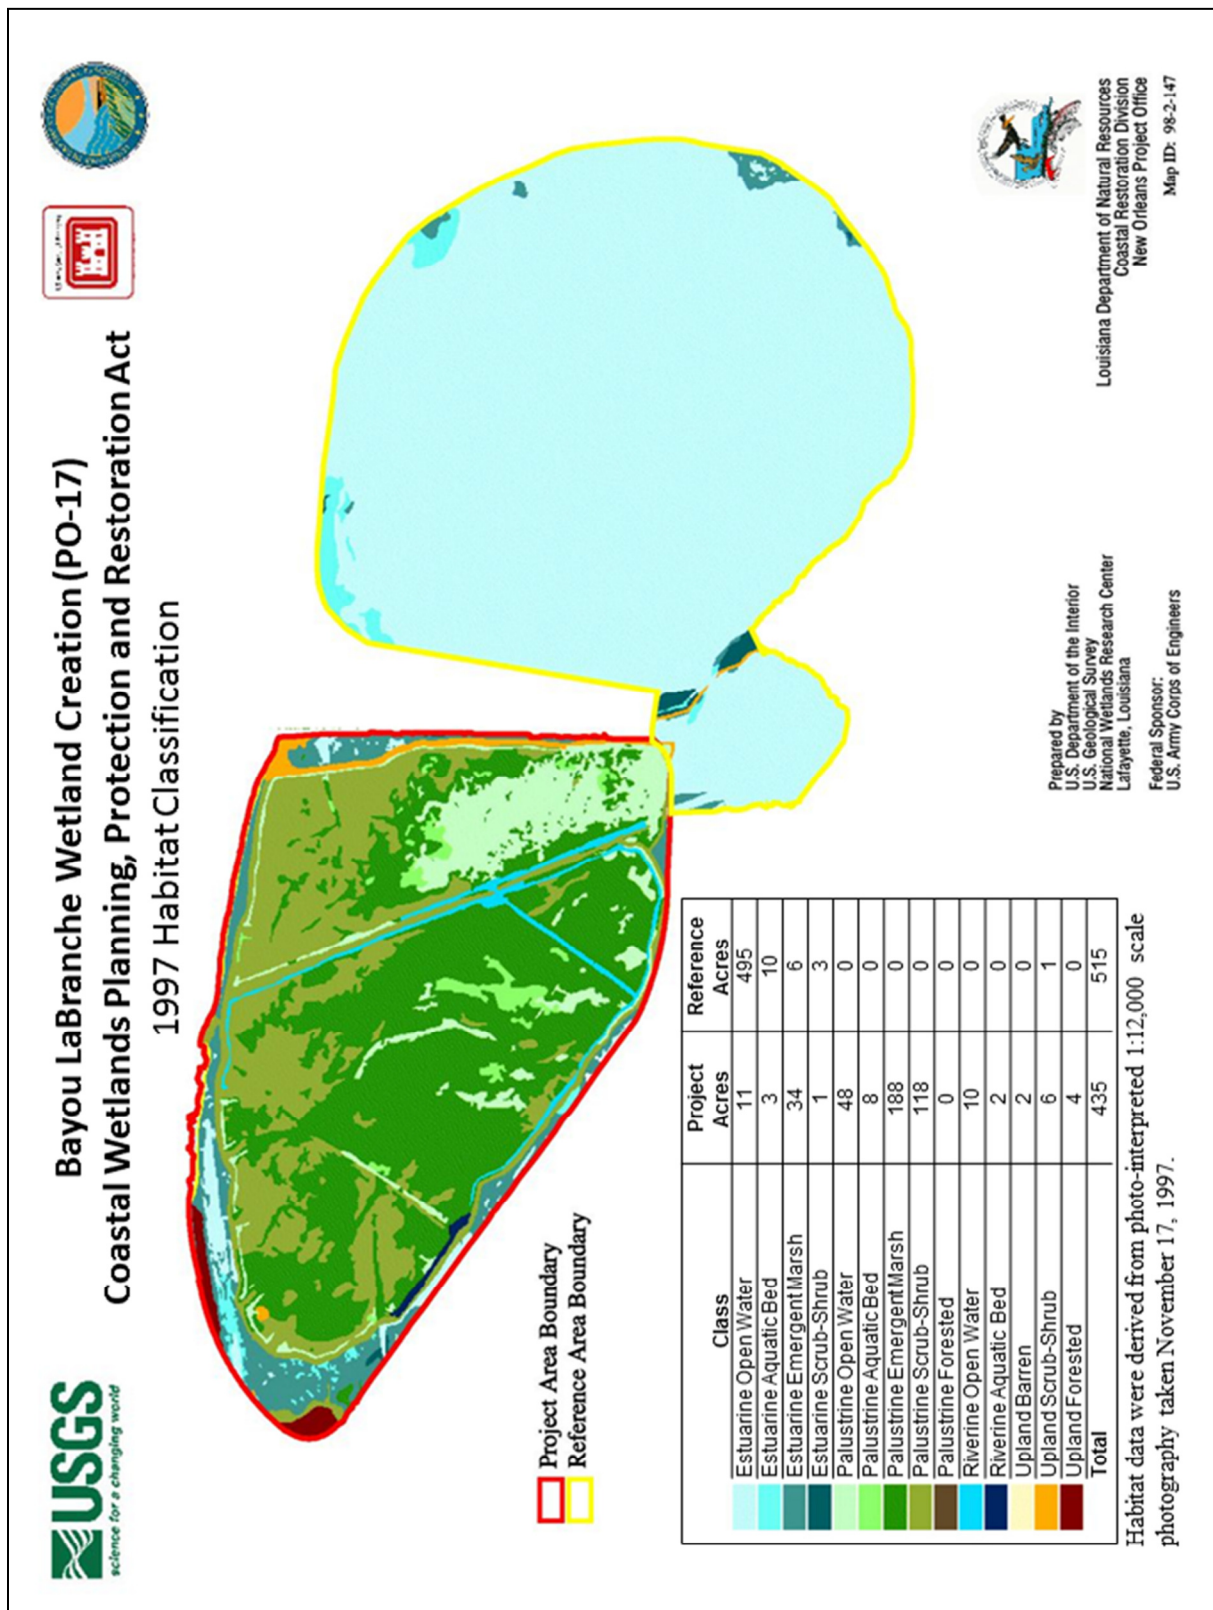 USGS
science for a changing world
Bayou LaBranche Wetland Creation (PO-17)
Coastal Wetlands Planning, Protection and Restoration Act
1997 Habitat Classification
Project Area Boundary
Reference Area Boundary
Class Project Acres Reference Acres
Estuarine Open Water 11 495
Estuarine Aquatic Bed 3 10
Estuarine Emergent Marsh 34 6
Estuarine Scrub-Shrub 1 3
Palustrine Open Water 48 0
Palustrine Aquatic Bed 8 0
Palustrine Emergent Marsh 188 0
Palustrine Scrub-Shrub 118 0
Palustrine Forested 0 0
Riverine Open Water 10 0
Riverine Aquatic Bed 2 0
Upland Barren 2 0
Upland Scrub-Shrub 6 1
Upland Forested 4 0
Total 435 515
Habitat data were derived from photo-interpreted 1:12,000 scale
photography taken November 17, 1997.
Prepared by
U.S. Department of the Interior
U.S. Geological Survey
National Wetlands Research Center
Lafayette, Louisiana
Federal Sponsor:
U.S. Army Corps of Engineers
Louisiana Department of Natural Resources
Coastal Restoration Division
New Orleans Project Office
Map ID: 98-2-147